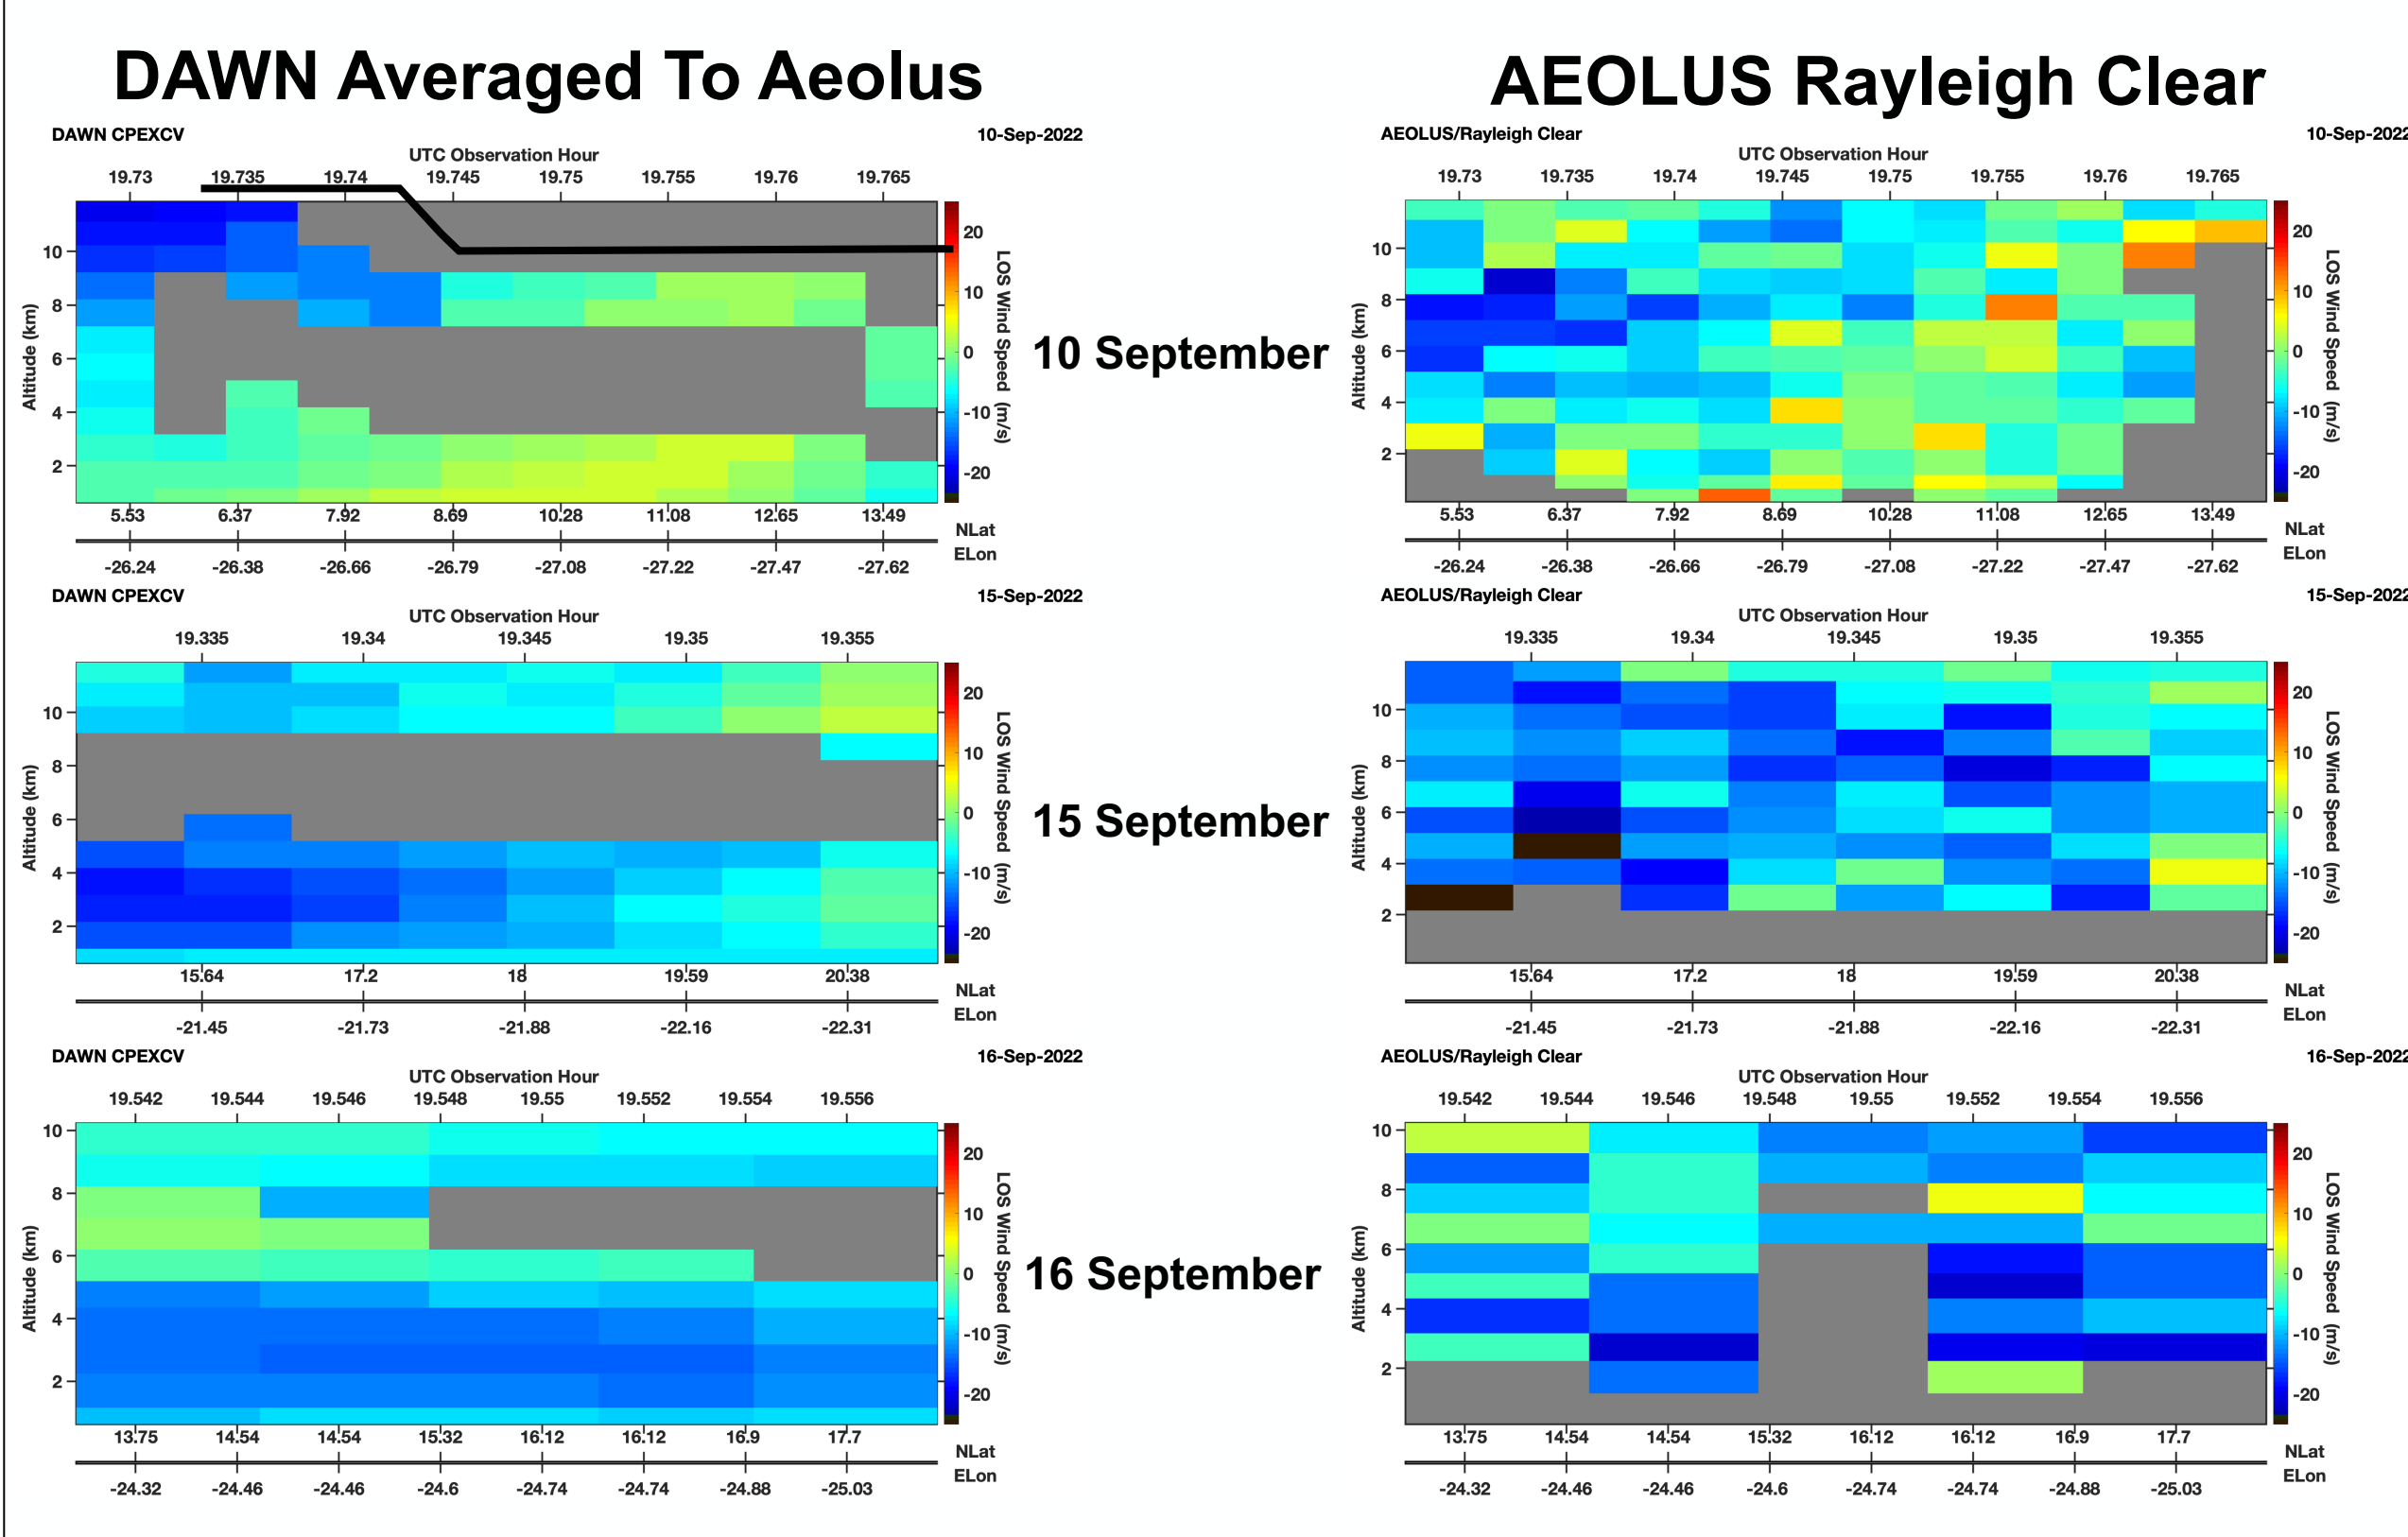 DAWN Averaged To Aeolus
AEOLUS Rayleigh Clear
DAWN CPEXCV
10-Sep-2022
UTC Observation Hour
19.73 19.735 19.74 19.745 19.75 19.755 19.76 19.765
Altitude (km)
10
8
6
4
2
20
10
0
-10
-20
LOS Wind Speed (m/s)
5.53 6.37 7.92 8.69 10.28 11.08 12.65 13.49
NLat
ELon
-26.24 -26.38 -26.66 -26.79 -27.08 -27.22 -27.47 -27.62
10 September
AEOLUS/Rayleigh Clear
10-Sep-2022
UTC Observation Hour
19.73 19.735 19.74 19.745 19.75 19.755 19.76 19.765
Altitude (km)
10
8
6
4
2
20
10
0
-10
-20
LOS Wind Speed (m/s)
5.53 6.37 7.92 8.69 10.28 11.08 12.65 13.49
NLat
ELon
-26.24 -26.38 -26.66 -26.79 -27.08 -27.22 -27.47 -27.62
DAWN CPEXCV
15-Sep-2022
UTC Observation Hour
19.335 19.34 19.345 19.35 19.355
Altitude (km)
10
8
6
4
2
20
10
0
-10
-20
LOS Wind Speed (m/s)
15.64 17.2 18 19.59 20.38
NLat
ELon
-21.45 -21.73 -21.88 -22.16 -22.31
15 September
AEOLUS/Rayleigh Clear
15-Sep-2022
UTC Observation Hour
19.335 19.34 19.345 19.35 19.355
Altitude (km)
10
8
6
4
2
20
10
0
-10
-20
LOS Wind Speed (m/s)
15.64 17.2 18 19.59 20.38
NLat
ELon
-21.45 -21.73 -21.88 -22.16 -22.31
DAWN CPEXCV
16-Sep-2022
UTC Observation Hour
19.542 19.544 19.546 19.548 19.55 19.552 19.554 19.556
Altitude (km)
10
8
6
4
2
20
10
0
-10
-20
LOS Wind Speed (m/s)
13.75 14.54 14.54 15.32 16.12 16.12 16.9 17.7
NLat
ELon
-24.32 -24.46 -24.46 -24.6 -24.74 -24.74 -24.88 -25.03
16 September
AEOLUS/Rayleigh Clear
16-Sep-2022
UTC Observation Hour
19.542 19.544 19.546 19.548 19.55 19.552 19.554 19.556
Altitude (km)
10
8
6
4
2
20
10
0
-10
-20
LOS Wind Speed (m/s)
13.75 14.54 14.54 15.32 16.12 16.12 16.9 17.7
NLat
ELon
-24.32 -24.46 -24.46 -24.6 -24.74 -24.74 -24.88 -25.03